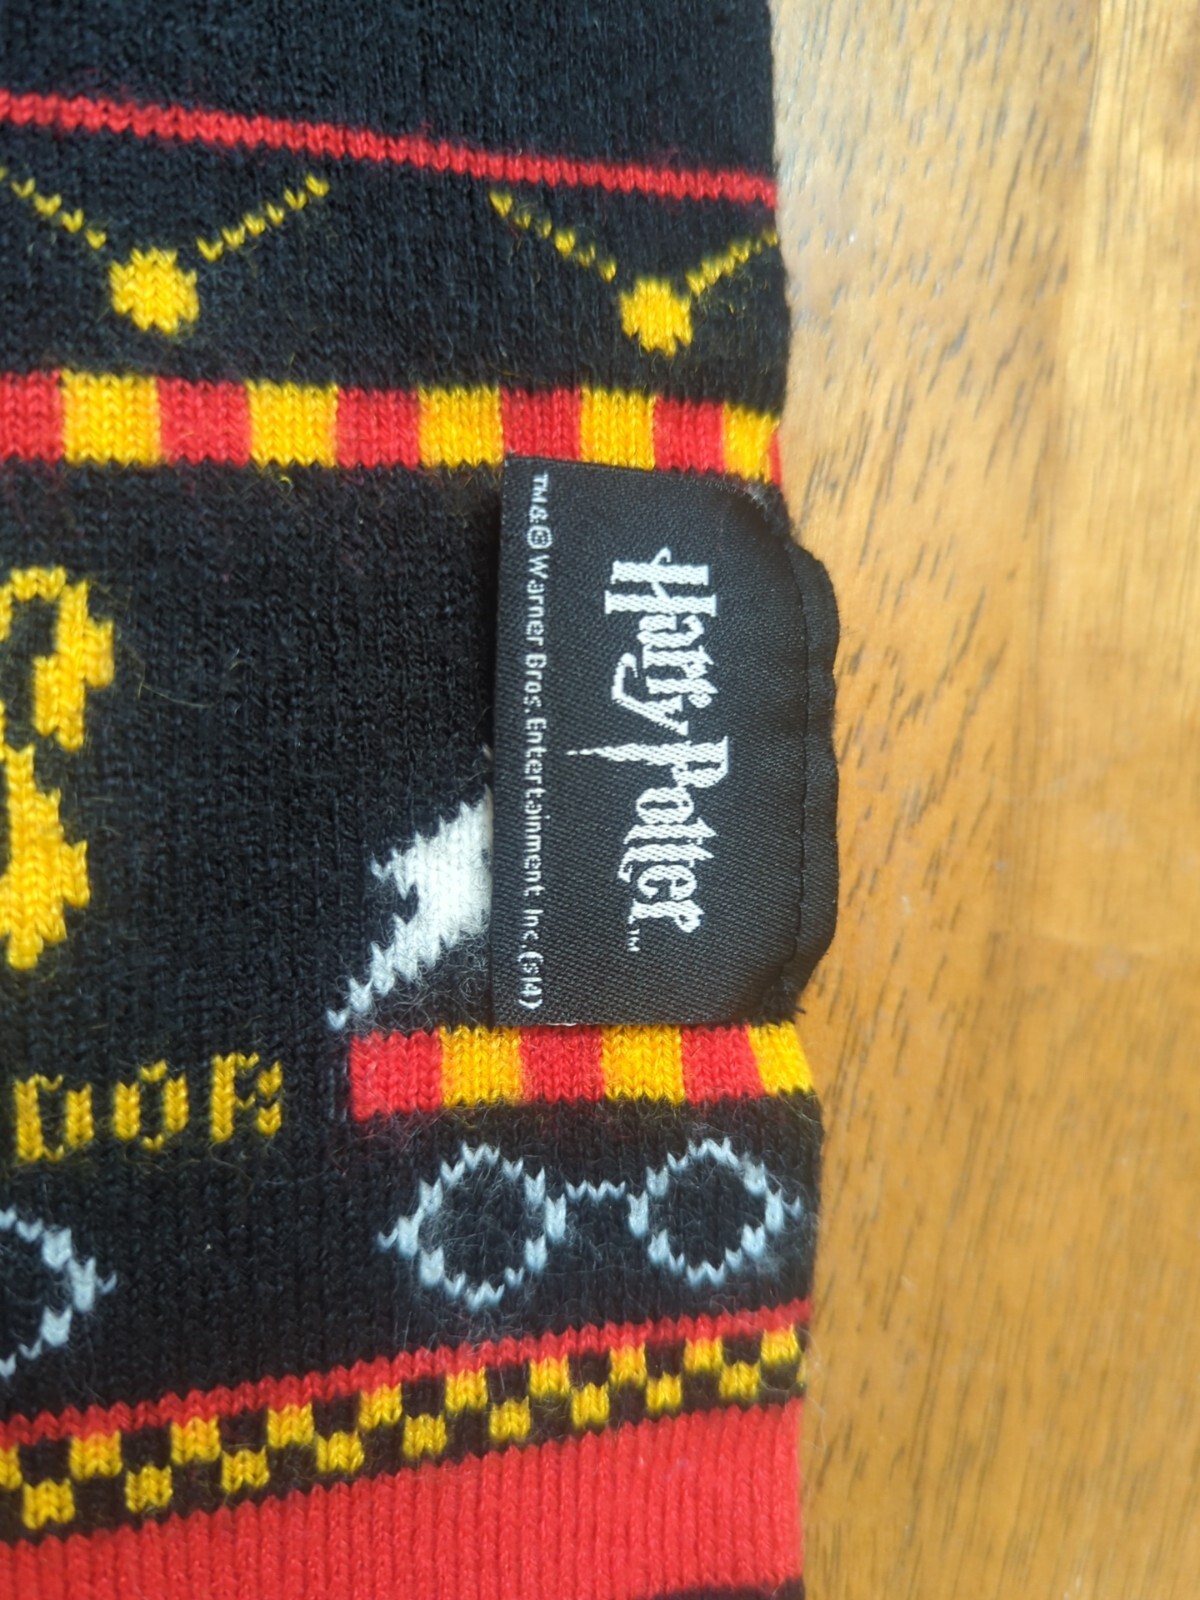 Harry Potter™
TM & © Warner Bros. Entertainment Inc. (s14)
DOR